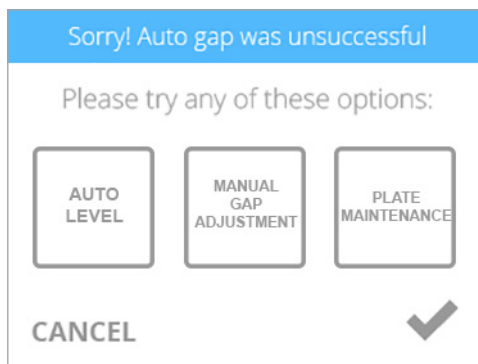 Sorry! Auto gap was unsuccessful
Please try any of these options:
AUTO
LEVEL
MANUAL
GAP
ADJUSTMENT
PLATE
MAINTENANCE
CANCEL